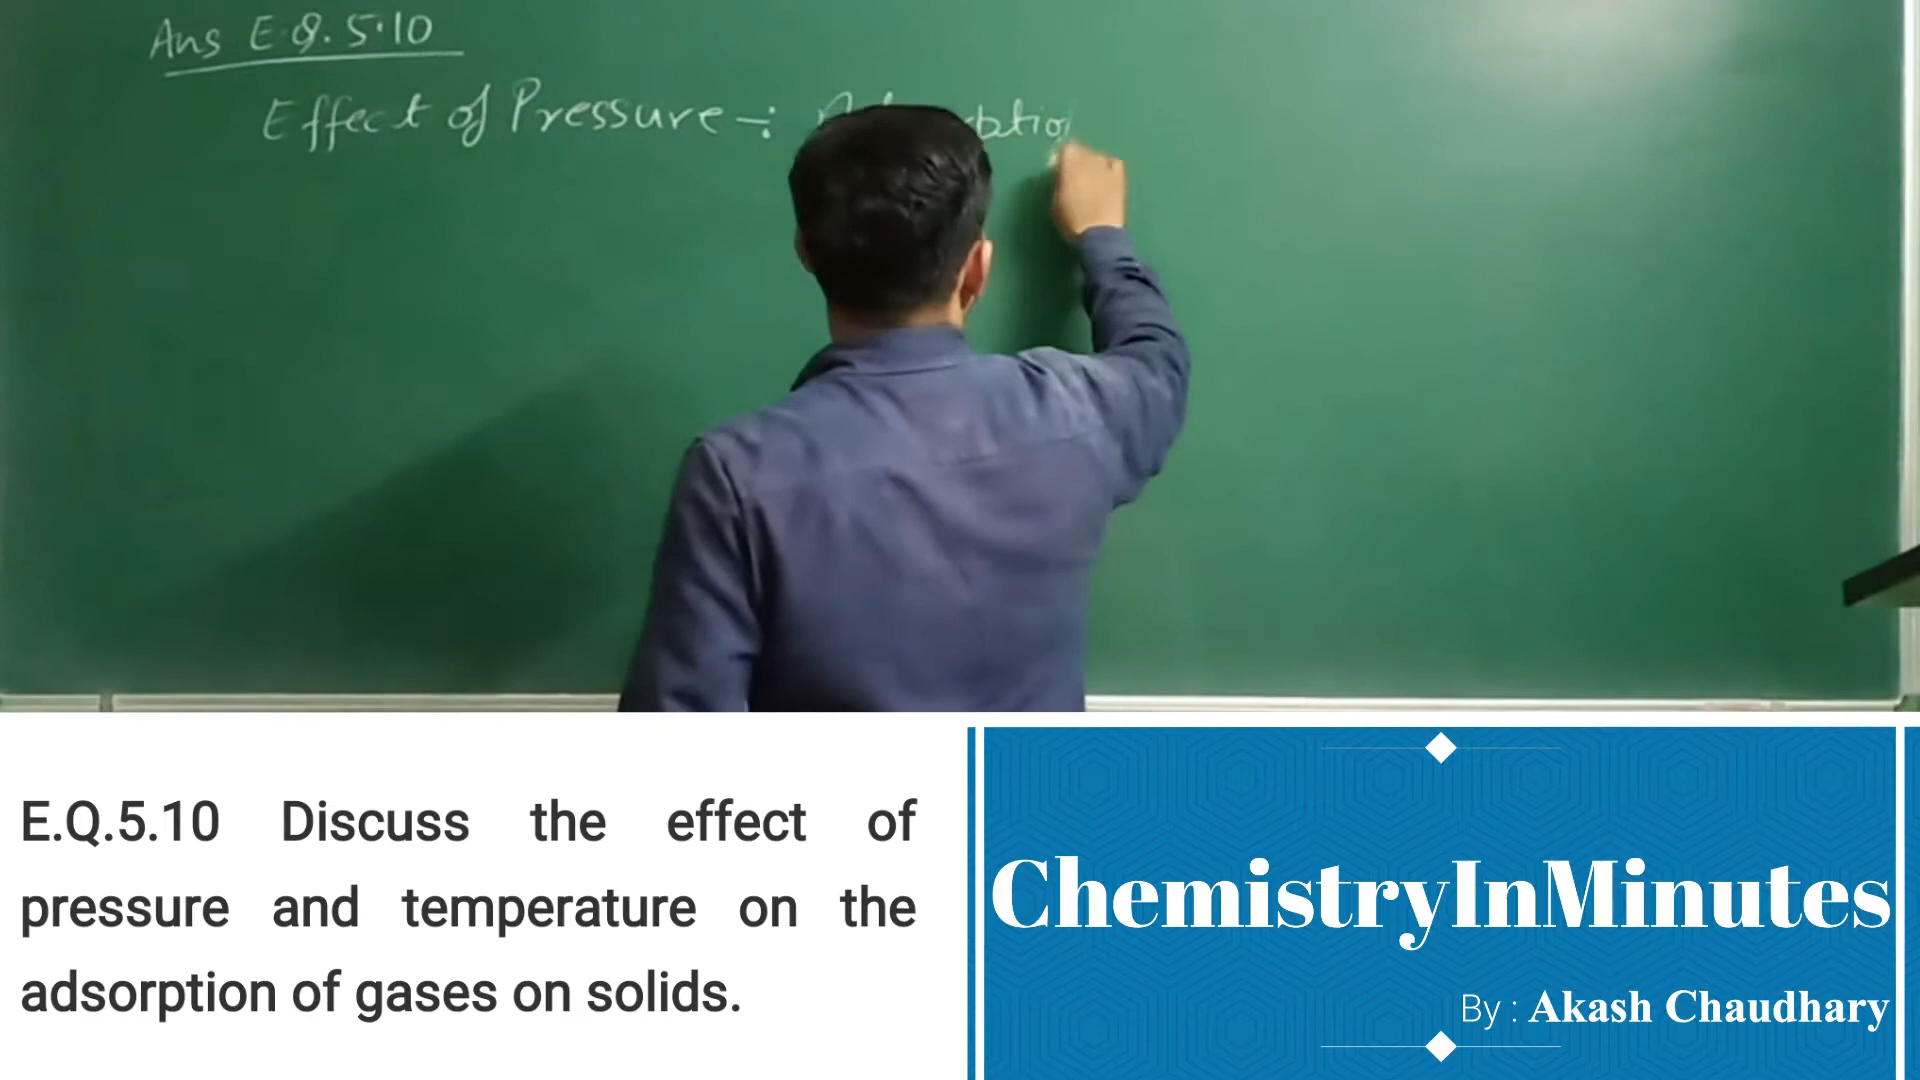 Ans E.Q. 5.10
Effect of Pressure -:
E.Q.5.10 Discuss the effect of
pressure and temperature on the
adsorption of gases on solids.
ChemistryInMinutes
By : Akash Chaudhary